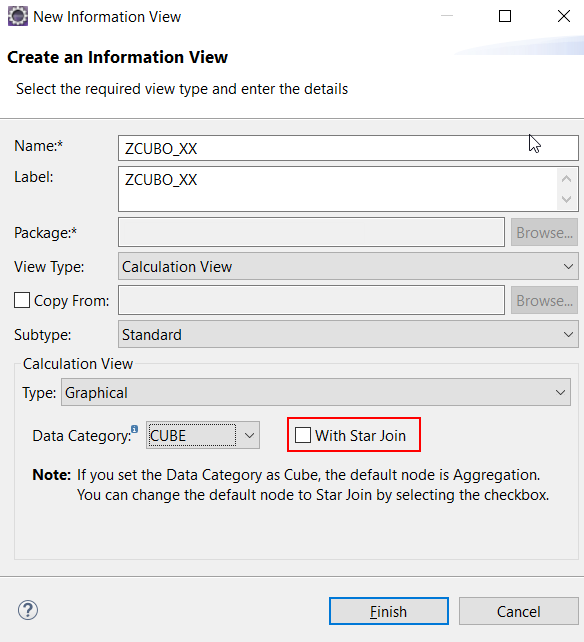 New Information View
Create an Information View
Select the required view type and enter the details
Name:* ZCUBO_XX
Label: ZCUBO_XX
Package:* Browse...
View Type: Calculation View
Copy From: Browse...
Subtype: Standard
Calculation View
Type: Graphical
Data Category: CUBE With Star Join
Note: If you set the Data Category as Cube, the default node is Aggregation.
You can change the default node to Star Join by selecting the checkbox.
? Finish Cancel